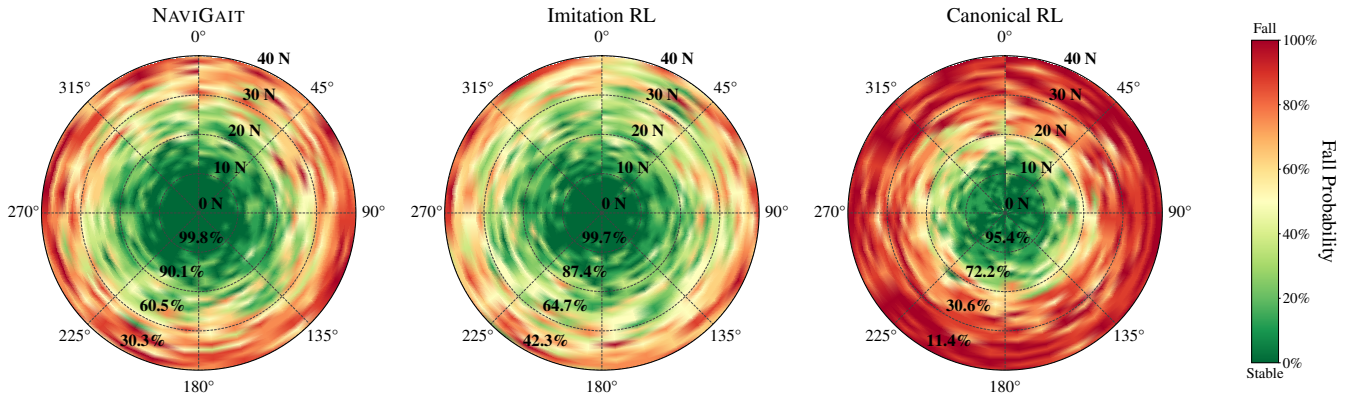 NAVIGAIT
0°
45°
90°
135°
180°
225°
270°
315°
40 N
30 N
20 N
10 N
0 N
99.8%
90.1%
60.5%
30.3%
Imitation RL
0°
45°
90°
135°
180°
225°
270°
315°
40 N
30 N
20 N
10 N
0 N
99.7%
87.4%
64.7%
42.3%
Canonical RL
0°
45°
90°
135°
180°
225°
270°
315°
40 N
30 N
20 N
10 N
0 N
95.4%
72.2%
30.6%
11.4%
Fall
100%
80%
60%
40%
20%
0%
Stable
Fall Probability